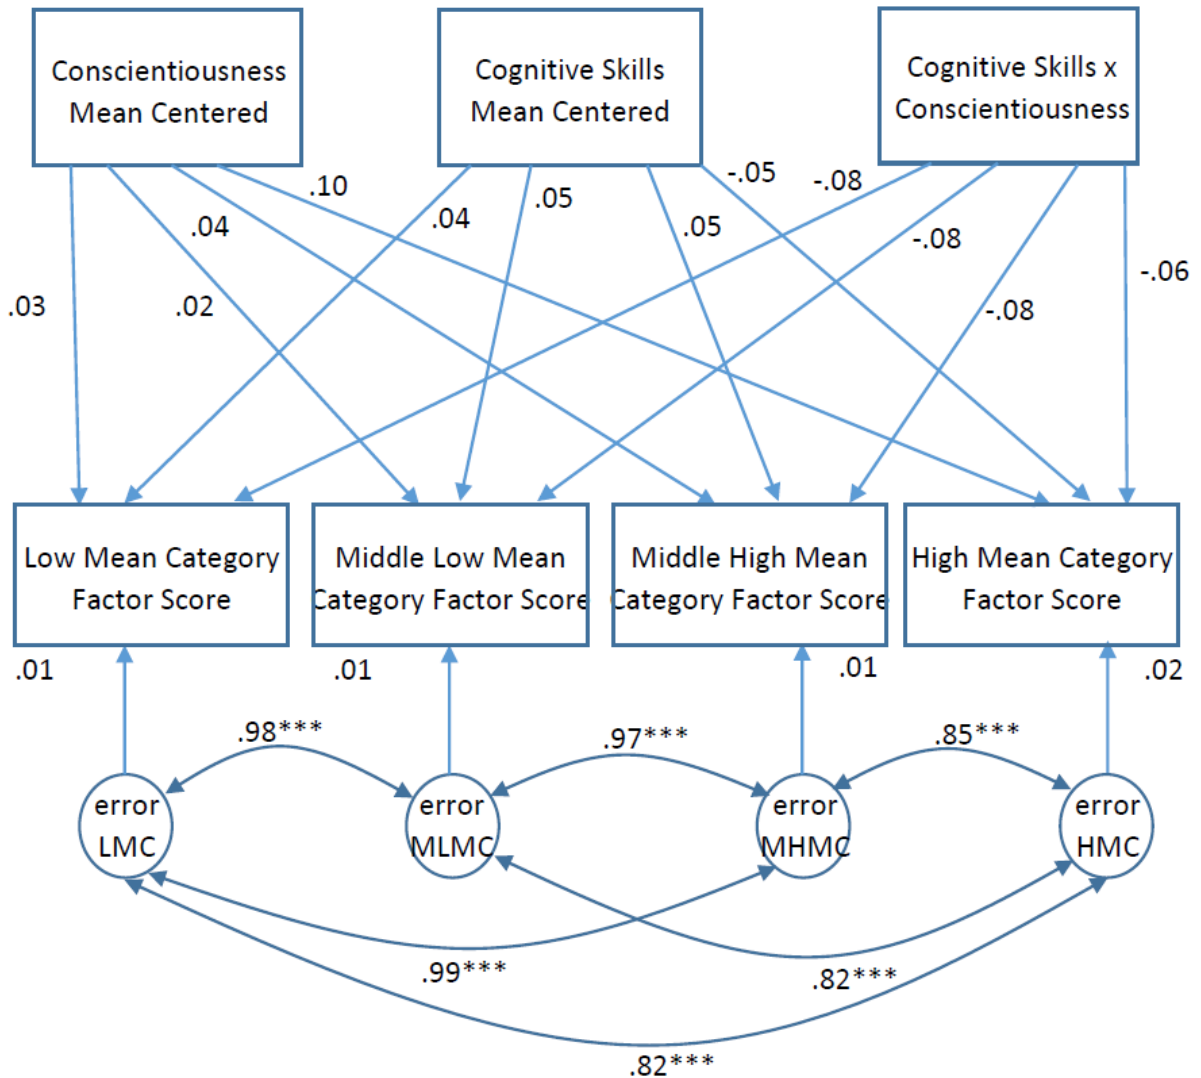 Conscientiousness
Mean Centered
Cognitive Skills
Mean Centered
Cognitive Skills x
Conscientiousness
.10
-.05
-.08
.04
.04
.05
.05
-.08
-.06
.03
.02
-.08
Low Mean Category
Factor Score
Middle Low Mean
Category Factor Score
Middle High Mean
Category Factor Score
High Mean Category
Factor Score
.01
.01
.01
.02
.98***
.97***
.85***
error
LMC
error
MLMC
error
MHMC
error
HMC
.99***
.82***
.82***